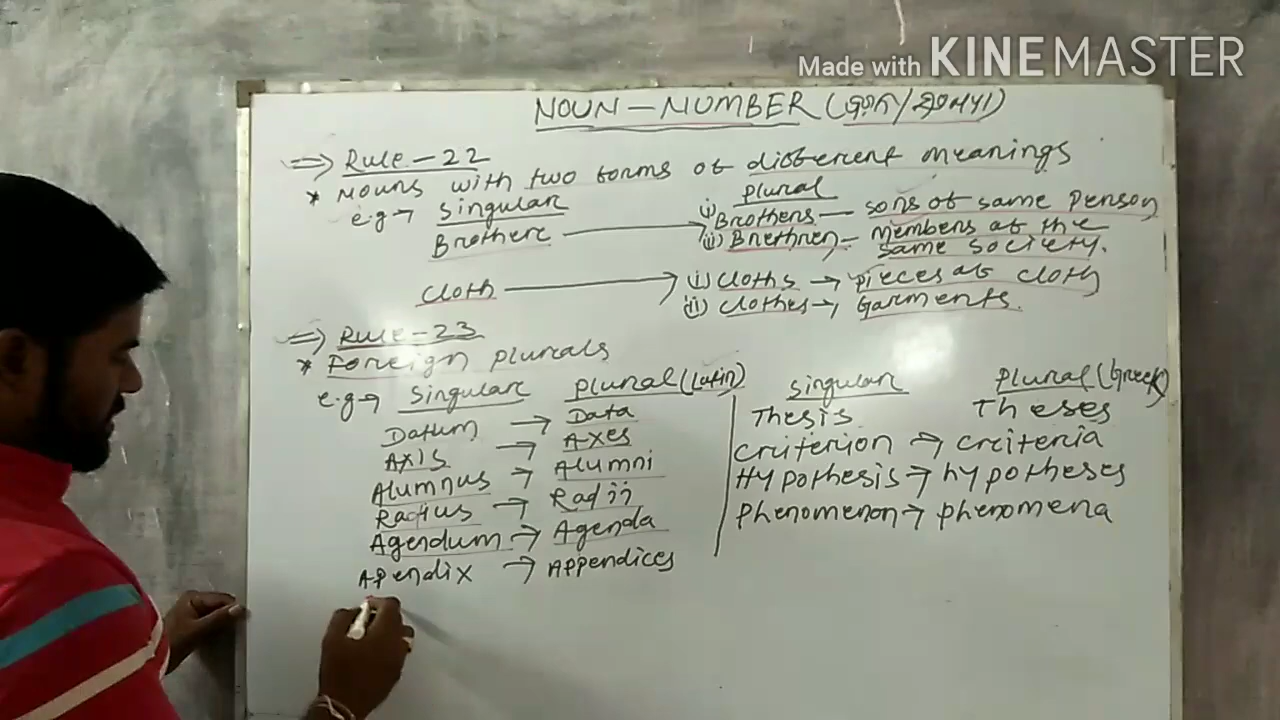 Made with KINEMASTER
NOUN - NUMBER (
⇒ Rule-22
* Nouns with two forms of different meanings
e.g → Singular Plural
Brother → (i) Brothers — sons of same person
(ii) Brethren - members of the
same society.
Cloth → (i) Cloths → pieces of cloth
(ii) Clothes → Garments.
⇒ Rule-23
* Foreign plurals
e.g → Singular Plural (Latin)
Datum → Data
Axis → Axes
Alumnus → Alumni
Radius → Radii
Agendum → Agenda
Apendix → Appendices
Singular Plural (Greek)
Thesis Theses
Criterion → Criteria
Hypothesis → hypotheses
Phenomenon → phenomena